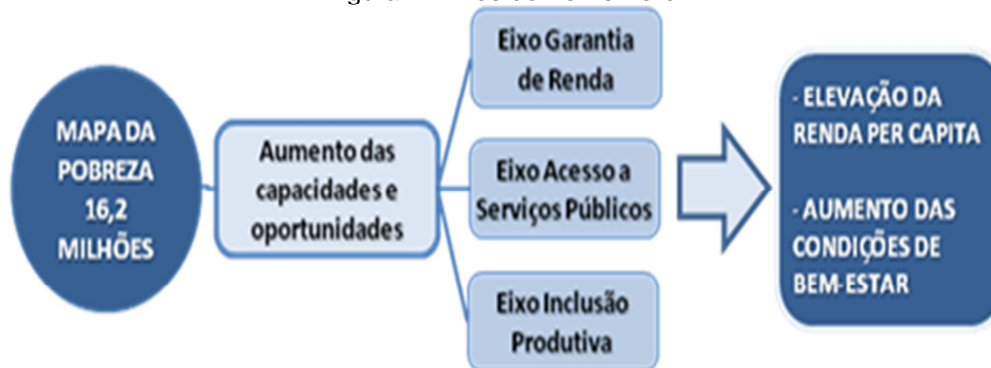 MAPA DA
POBREZA
16,2
MILHÕES
Aumento das
capacidades e
oportunidades
Eixo Garantia
de Renda
Eixo Acesso a
Serviços Públicos
Eixo Inclusão
Produtiva
- ELEVAÇÃO DA
RENDA PER CAPITA
- AUMENTO DAS
CONDIÇÕES DE
BEM-ESTAR